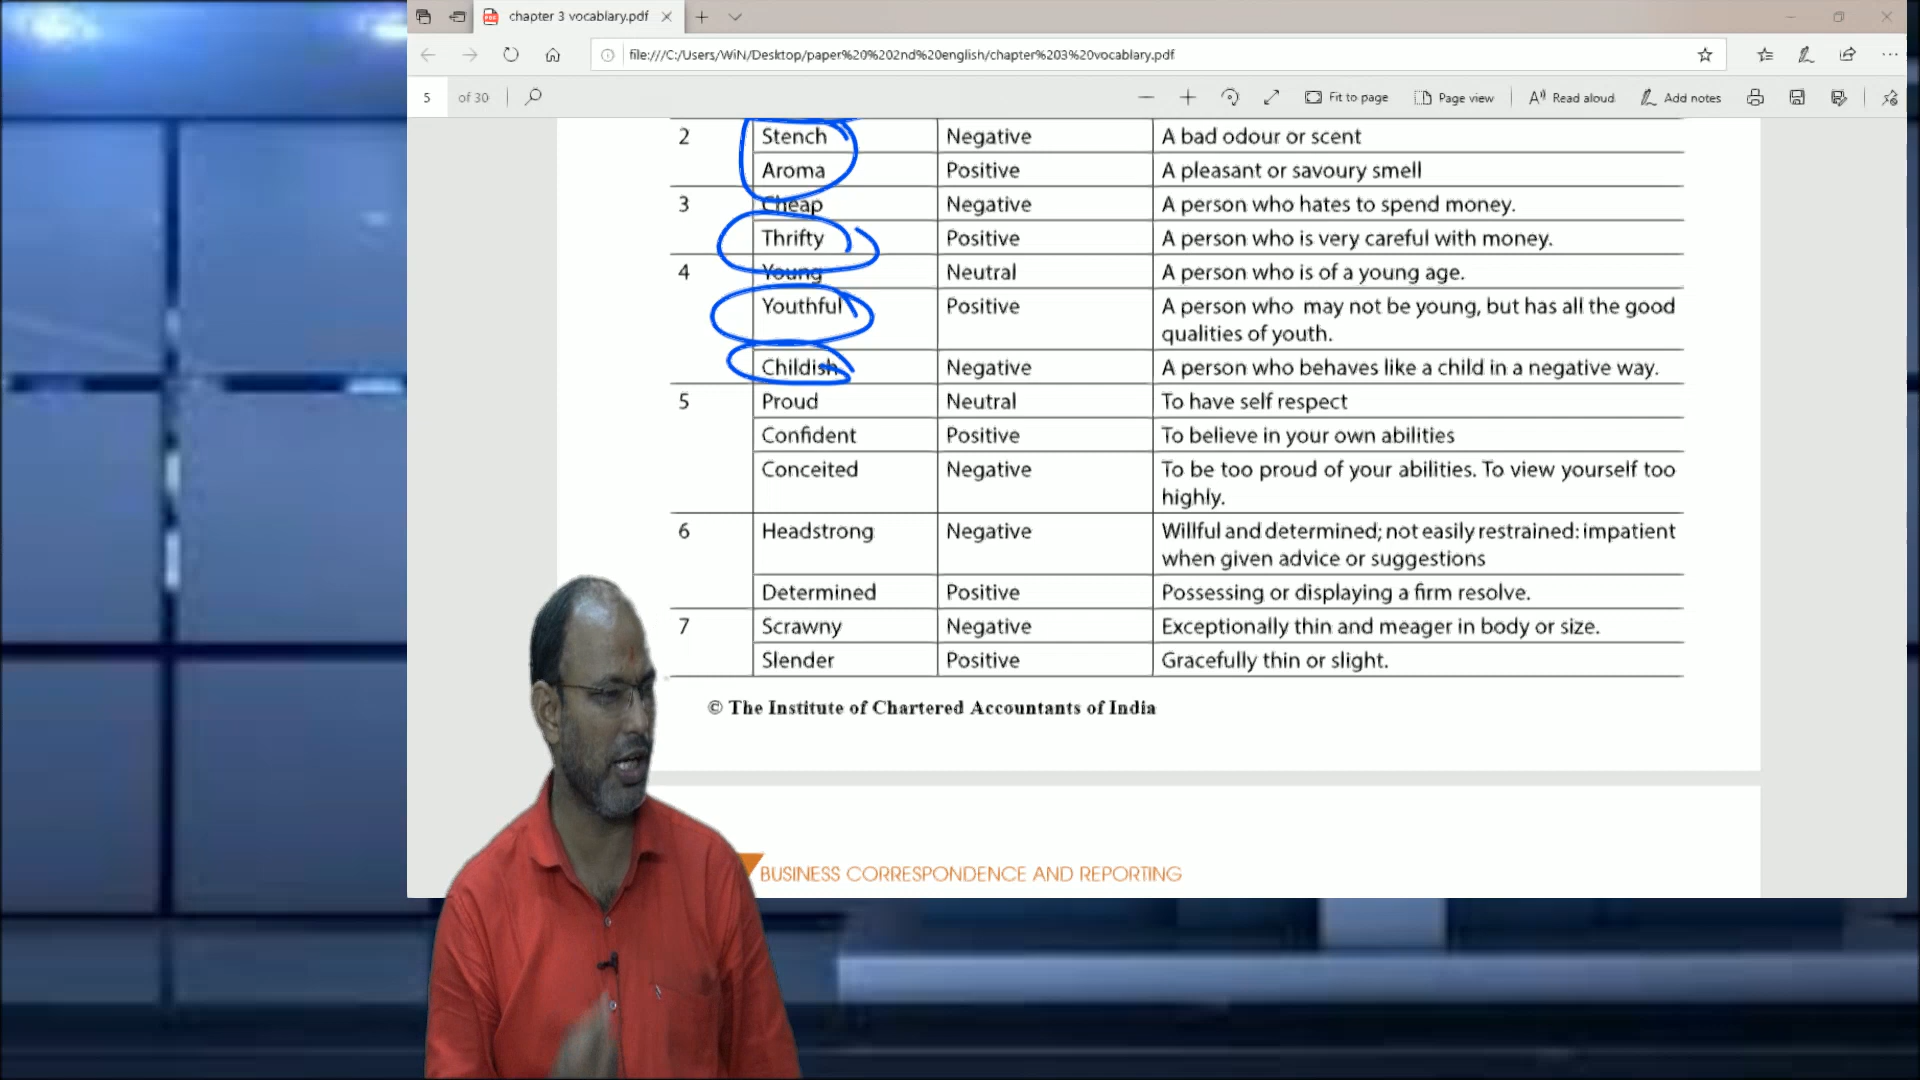 chapter 3 vocablary.pdf
file:///C:/Users/WiN/Desktop/paper%20%202nd%20english/chapter%203%20vocablary.pdf
5 of 30 Fit to page Page view Read aloud Add notes
2 Stench Negative A bad odour or scent
Aroma Positive A pleasant or savoury smell
3 Cheap Negative A person who hates to spend money.
Thrifty Positive A person who is very careful with money.
4 Young Neutral A person who is of a young age.
Youthful Positive A person who may not be young, but has all the good
qualities of youth.
Childish Negative A person who behaves like a child in a negative way.
5 Proud Neutral To have self respect
Confident Positive To believe in your own abilities
Conceited Negative To be too proud of your abilities. To view yourself too
highly.
6 Headstrong Negative Willful and determined; not easily restrained: impatient
when given advice or suggestions
Determined Positive Possessing or displaying a firm resolve.
7 Scrawny Negative Exceptionally thin and meager in body or size.
Slender Positive Gracefully thin or slight.
© The Institute of Chartered Accountants of India
BUSINESS CORRESPONDENCE AND REPORTING